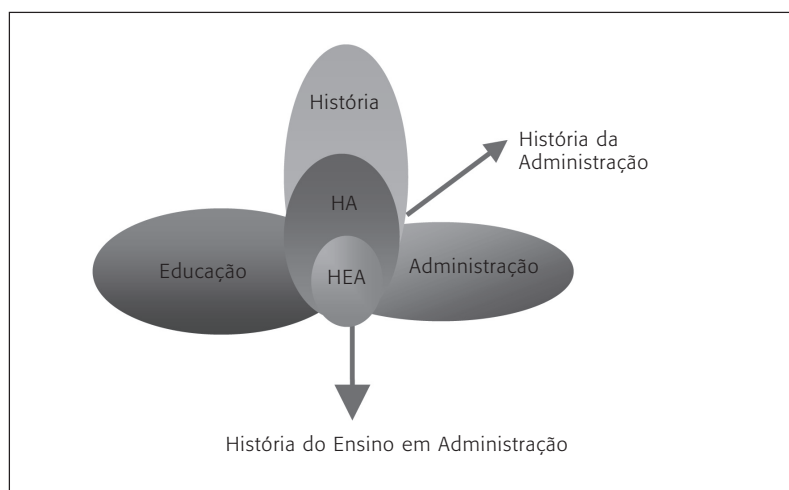 História
História da
Administração
HA
Educação
HEA
Administração
História do Ensino em Administração